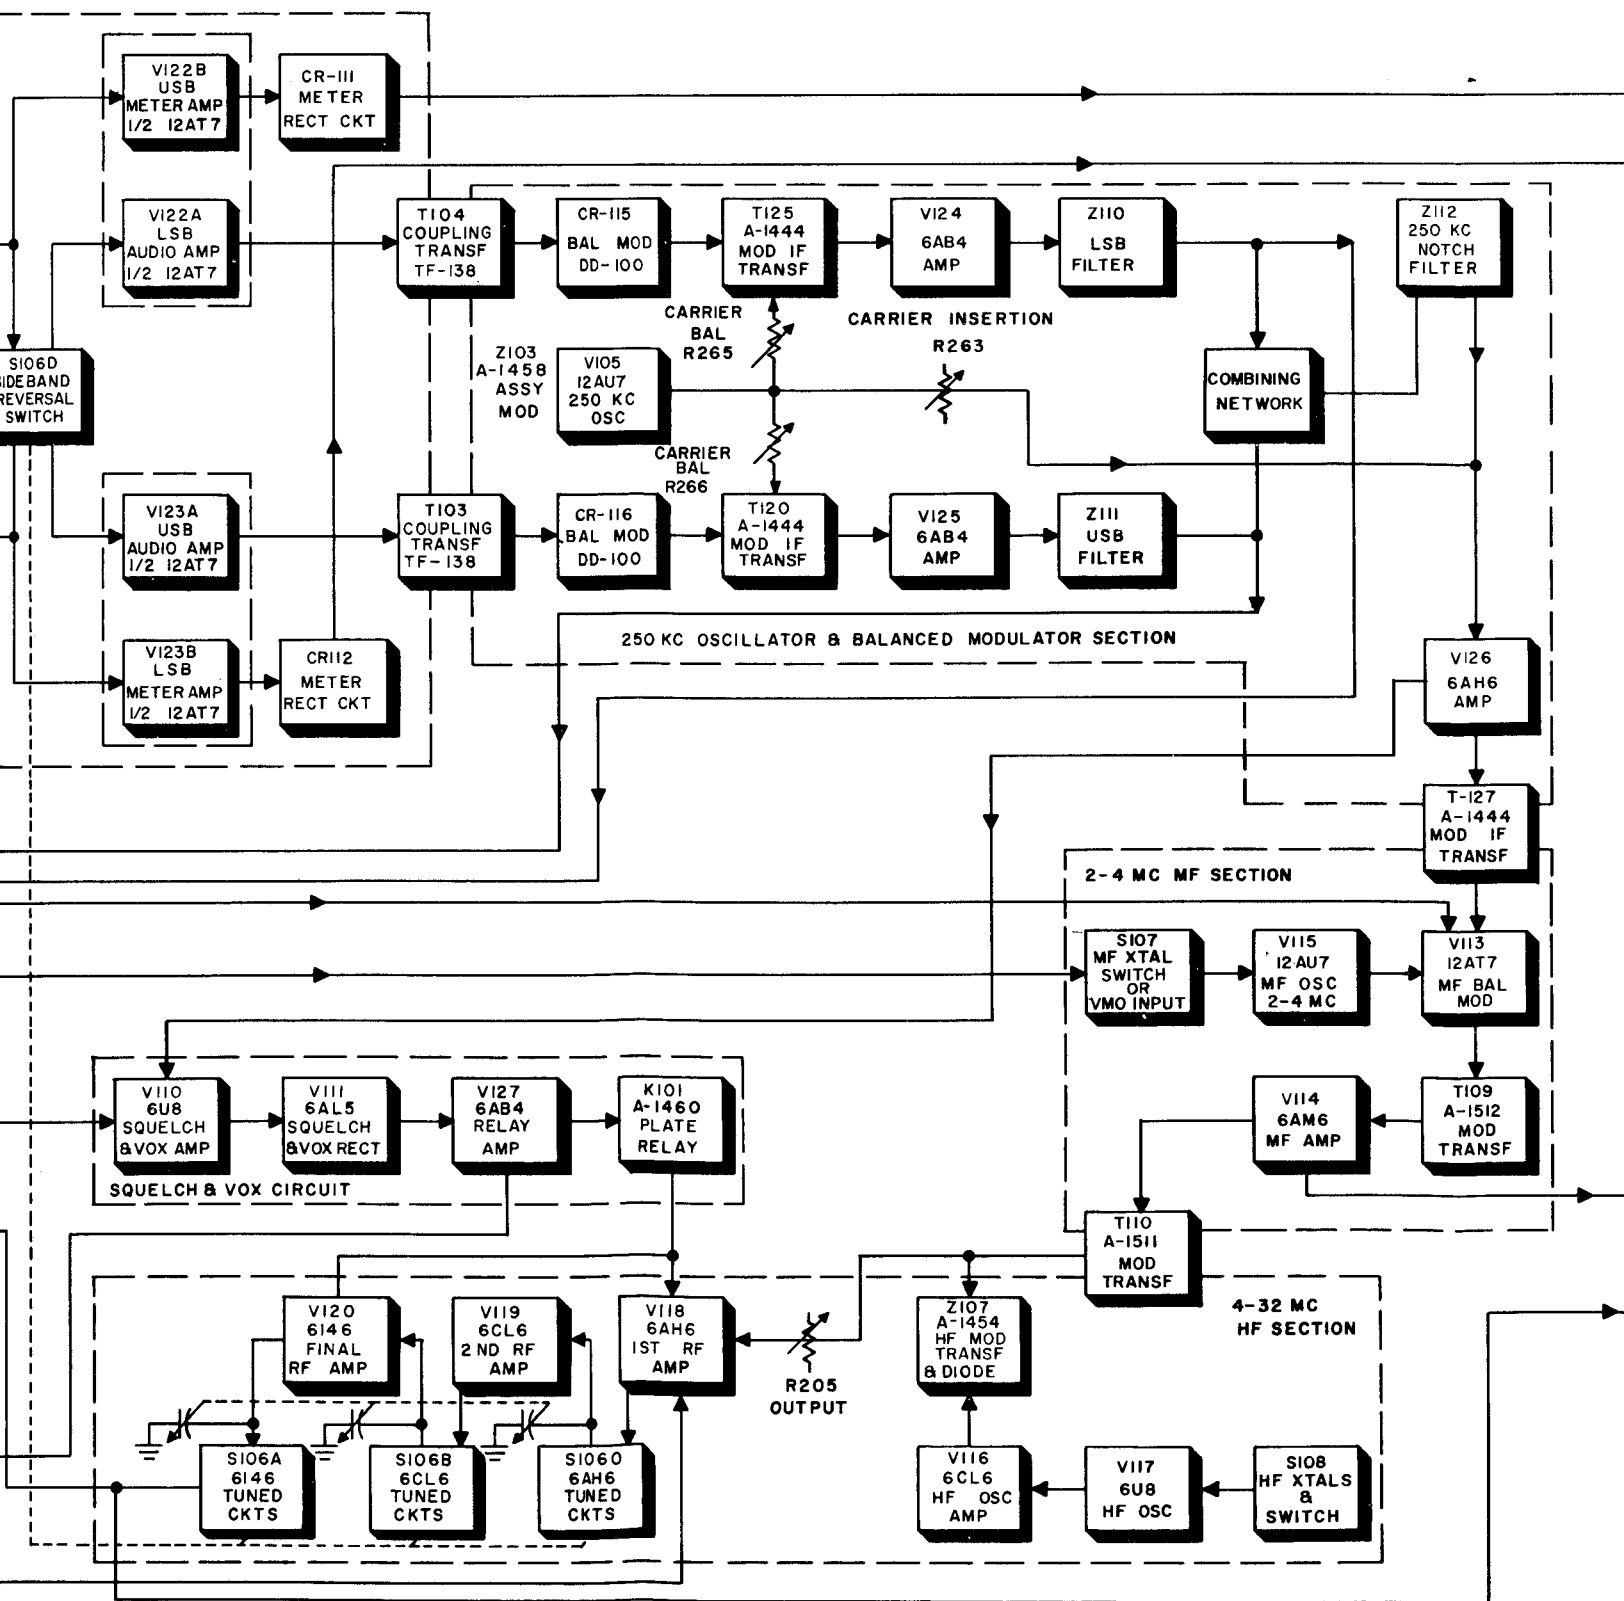 V122B
USB
METER AMP
1/2 12AT7
CR-111
METER
RECT CKT
V122A
LSB
AUDIO AMP
1/2 12AT7
T104
COUPLING
TRANSF
TF-138
CR-115
BAL MOD
DD-100
T125
A-1444
MOD IF
TRANSF
V124
6AB4
AMP
Z110
LSB
FILTER
Z112
250 KC
NOTCH
FILTER
CARRIER
BAL
R265
CARRIER INSERTION
R263
S106D
SIDEBAND
REVERSAL
SWITCH
Z103
A-1458
ASSY
MOD
V105
12AU7
250 KC
OSC
COMBINING
NETWORK
CARRIER
BAL
R266
V123A
USB
AUDIO AMP
1/2 12AT7
T103
COUPLING
TRANSF
TF-138
CR-116
BAL MOD
DD-100
T120
A-1444
MOD IF
TRANSF
V125
6AB4
AMP
Z111
USB
FILTER
250 KC OSCILLATOR & BALANCED MODULATOR SECTION
V123B
LSB
METER AMP
1/2 12AT7
CR112
METER
RECT CKT
V126
6AH6
AMP
T-127
A-1444
MOD IF
TRANSF
2-4 MC MF SECTION
S107
MF XTAL
SWITCH
OR
VMO INPUT
V115
12AU7
MF OSC
2-4 MC
V113
12AT7
MF BAL
MOD
V110
6U8
SQUELCH
& VOX AMP
V111
6AL5
SQUELCH
& VOX RECT
V127
6AB4
RELAY
AMP
K101
A-1460
PLATE
RELAY
V114
6AM6
MF AMP
T109
A-1512
MOD
TRANSF
SQUELCH & VOX CIRCUIT
T110
A-1511
MOD
TRANSF
V120
6146
FINAL
RF AMP
V119
6CL6
2ND RF
AMP
V118
6AH6
1ST RF
AMP
R205
OUTPUT
Z107
A-1454
HF MOD
TRANSF
& DIODE
4-32 MC
HF SECTION
S106A
6146
TUNED
CKTS
S106B
6CL6
TUNED
CKTS
S106O
6AH6
TUNED
CKTS
V116
6CL6
HF OSC
AMP
V117
6U8
HF OSC
S108
HF XTALS
&
SWITCH